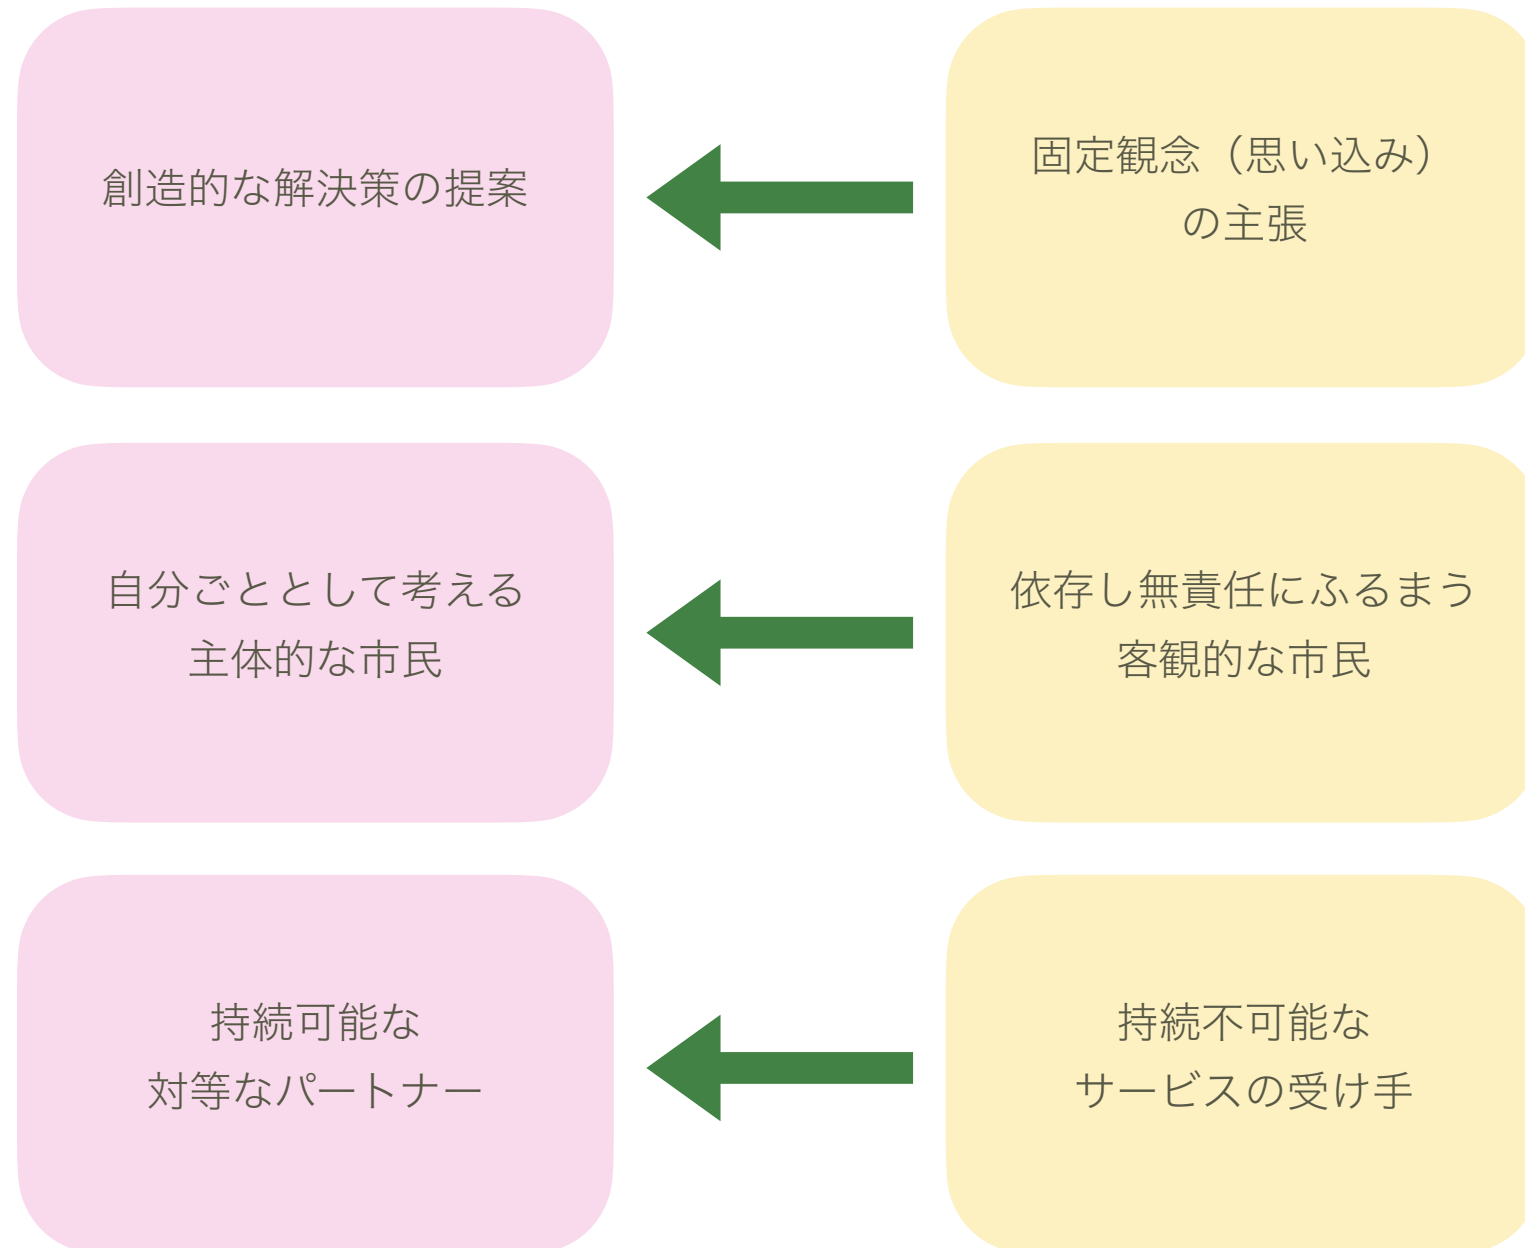 創造的な解決策の提案
固定観念（思い込み）
の主張
自分ごととして考える
主体的な市民
依存し無責任にふるまう
客観的な市民
持続可能な
対等なパートナー
持続不可能な
サービスの受け手